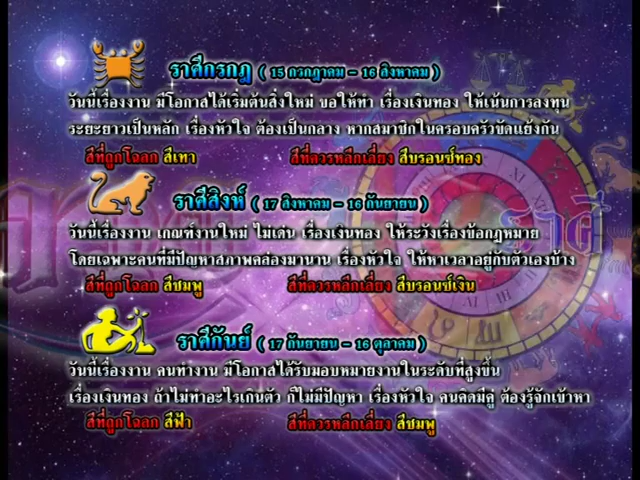 ราศีกรกฎ ( 15 กรกฎาคม - 16 สิงหาคม )
วันนี้เรื่องงาน มีโอกาสได้เริ่มต้นสิ่งใหม่ ขอให้ทำ เรื่องเงินทอง ให้เน้นการลงทุน
ระยะยาวเป็นหลัก เรื่องหัวใจ ต้องเป็นกลาง หากสมาชิกในครอบครัวขัดแย้งกัน
สีที่ถูกโฉลก สีเทา สีที่ควรหลีกเลี่ยง สีบรอนซ์ทอง
ราศีสิงห์ ( 17 สิงหาคม - 16 กันยายน )
วันนี้เรื่องงาน เกณฑ์งานใหม่ ไม่เด่น เรื่องเงินทอง ให้ระวังเรื่องข้อกฎหมาย
โดยเฉพาะคนที่มีปัญหาสภาพคล่องมานาน เรื่องหัวใจ ให้หาเวลาอยู่กับตัวเองบ้าง
สีที่ถูกโฉลก สีชมพู สีที่ควรหลีกเลี่ยง สีบรอนซ์เงิน
ราศีกันย์ ( 17 กันยายน - 16 ตุลาคม )
วันนี้เรื่องงาน คนทำงาน มีโอกาสได้รับมอบหมายงานในระดับที่สูงขึ้น
เรื่องเงินทอง ถ้าไม่ทำอะไรเกินตัว ก็ไม่มีปัญหา เรื่องหัวใจ คนคิดมีคู่ ต้องรู้จักเข้าหา
สีที่ถูกโฉลก สีฟ้า สีที่ควรหลีกเลี่ยง สีชมพู